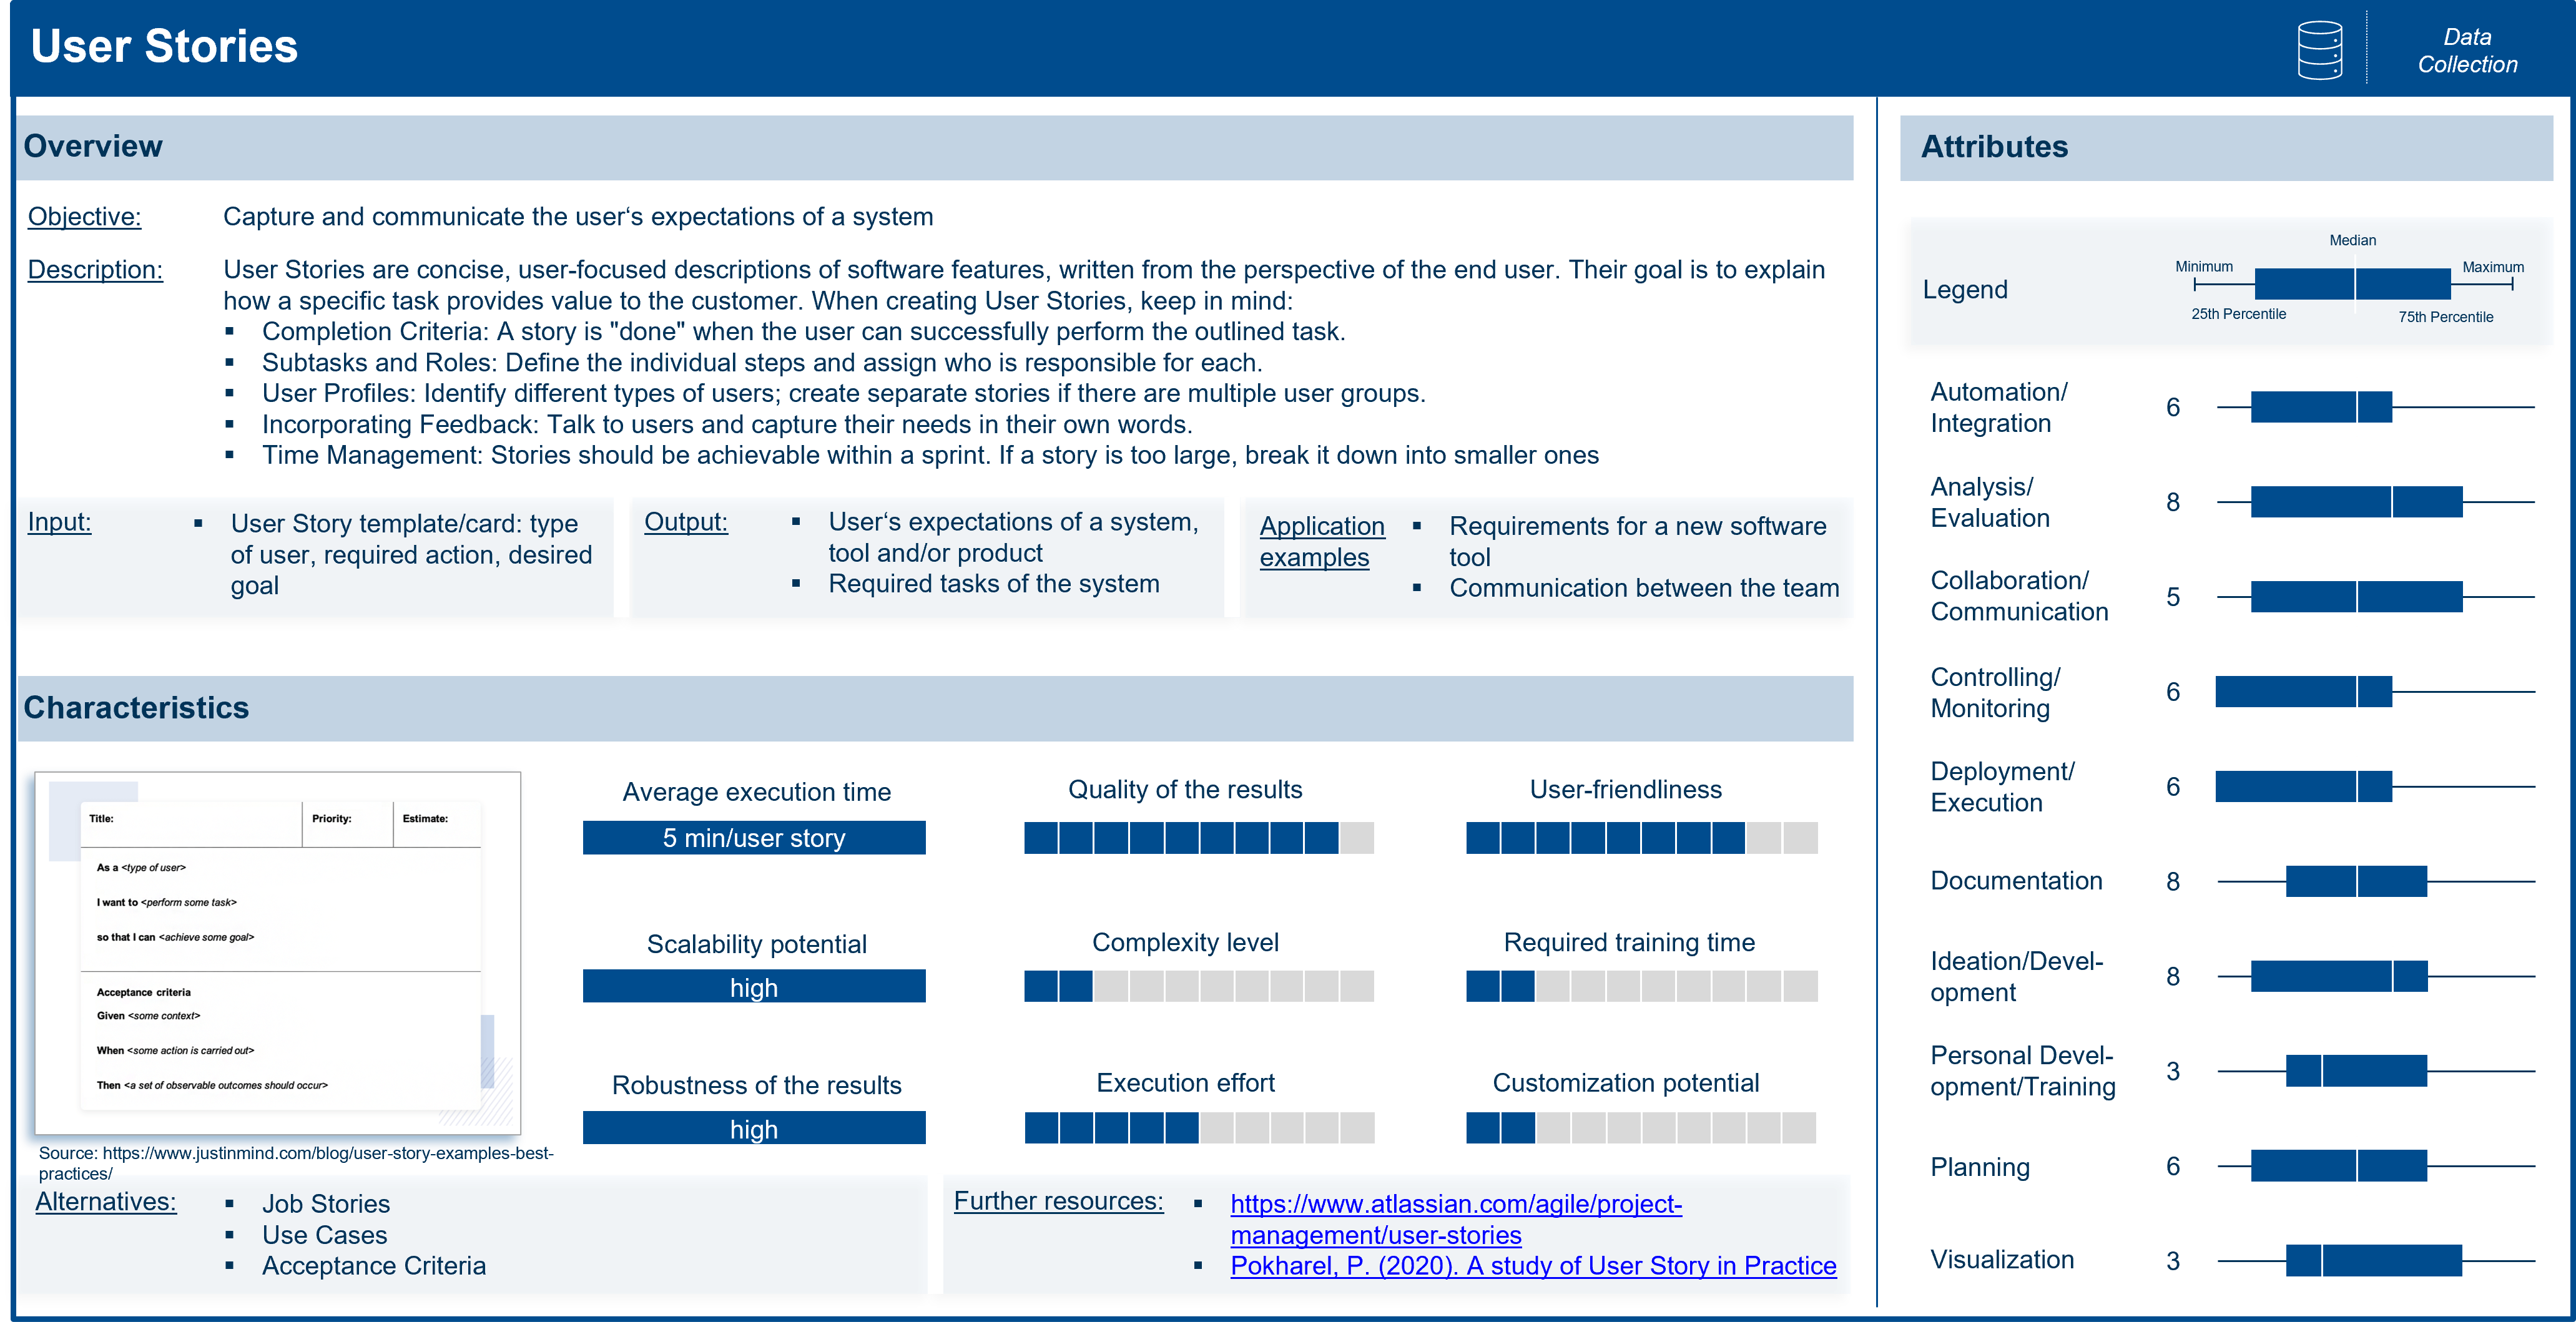 User Stories
Data
Collection
Overview
Objective:
Capture and communicate the user‘s expectations of a system
Description:
User Stories are concise, user-focused descriptions of software features, written from the perspective of the end user. Their goal is to explain
how a specific task provides value to the customer. When creating User Stories, keep in mind:
▪ Completion Criteria: A story is "done" when the user can successfully perform the outlined task.
▪ Subtasks and Roles: Define the individual steps and assign who is responsible for each.
▪ User Profiles: Identify different types of users; create separate stories if there are multiple user groups.
▪ Incorporating Feedback: Talk to users and capture their needs in their own words.
▪ Time Management: Stories should be achievable within a sprint. If a story is too large, break it down into smaller ones
Input:
▪ User Story template/card: type
of user, required action, desired
goal
Output:
▪ User‘s expectations of a system,
tool and/or product
▪ Required tasks of the system
Application
examples
▪ Requirements for a new software
tool
▪ Communication between the team
Characteristics
Title:
Priority:
Estimate:
As a <type of user>
I want to <perform some task>
so that I can <achieve some goal>
Acceptance criteria
Given <some context>
When <some action is carried out>
Then <a set of observable outcomes should occur>
Source: https://www.justinmind.com/blog/user-story-examples-best-
practices/
Average execution time
5 min/user story
Quality of the results
User-friendliness
Scalability potential
high
Complexity level
Required training time
Robustness of the results
high
Execution effort
Customization potential
Alternatives:
▪ Job Stories
▪ Use Cases
▪ Acceptance Criteria
Further resources:
▪ https://www.atlassian.com/agile/project-
management/user-stories
▪ Pokharel, P. (2020). A study of User Story in Practice
Attributes
Legend
Median
Minimum
Maximum
25th Percentile
75th Percentile
Automation/
Integration
6
Analysis/
Evaluation
8
Collaboration/
Communication
5
Controlling/
Monitoring
6
Deployment/
Execution
6
Documentation
8
Ideation/Devel-
opment
8
Personal Devel-
opment/Training
3
Planning
6
Visualization
3